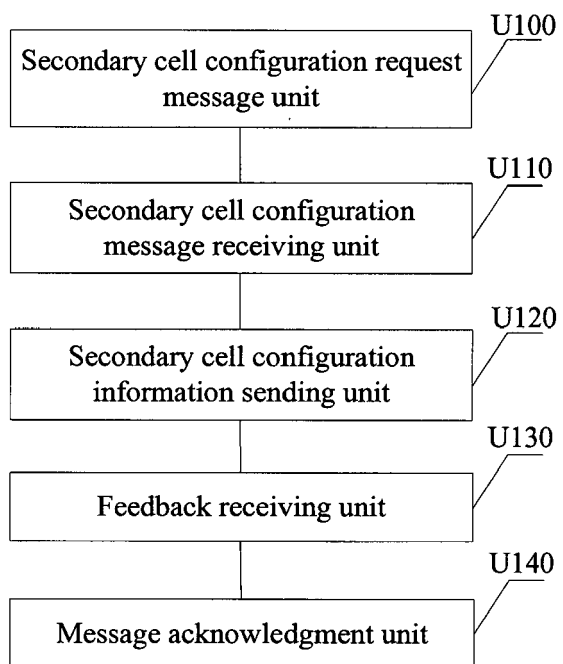 U100
Secondary cell configuration request
message unit
U110
Secondary cell configuration
message receiving unit
U120
Secondary cell configuration
information sending unit
U130
Feedback receiving unit
U140
Message acknowledgment unit